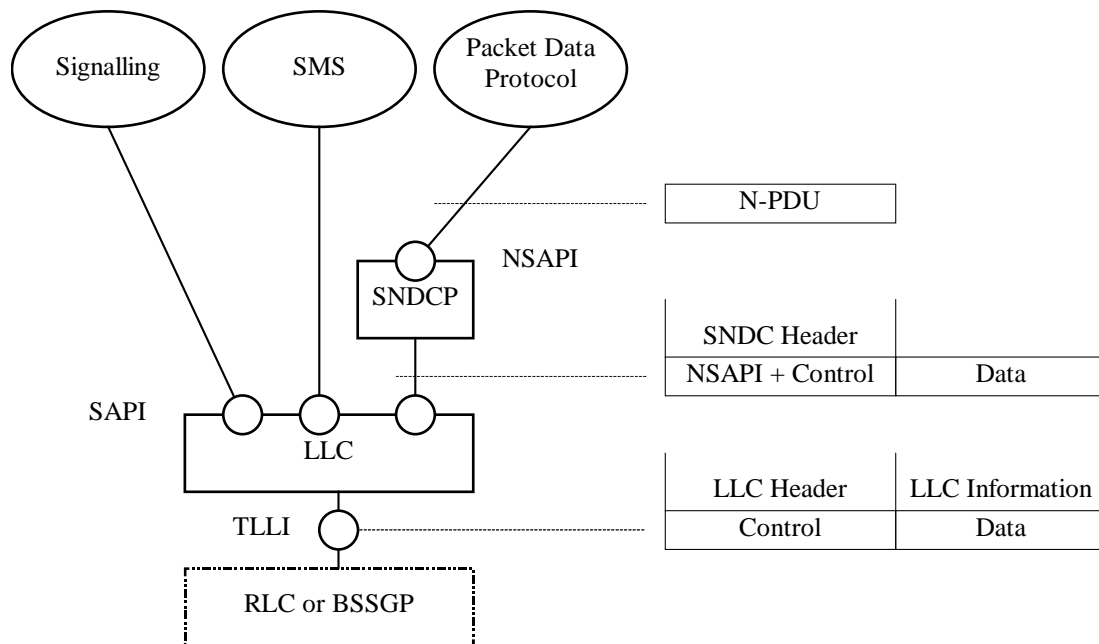 Signalling
SMS
Packet Data
Protocol
N-PDU
NSAPI
SNDCP
SNDC Header
NSAPI + Control
Data
SAPI
LLC
LLC Header
LLC Information
TLLI
Control
Data
RLC or BSSGP